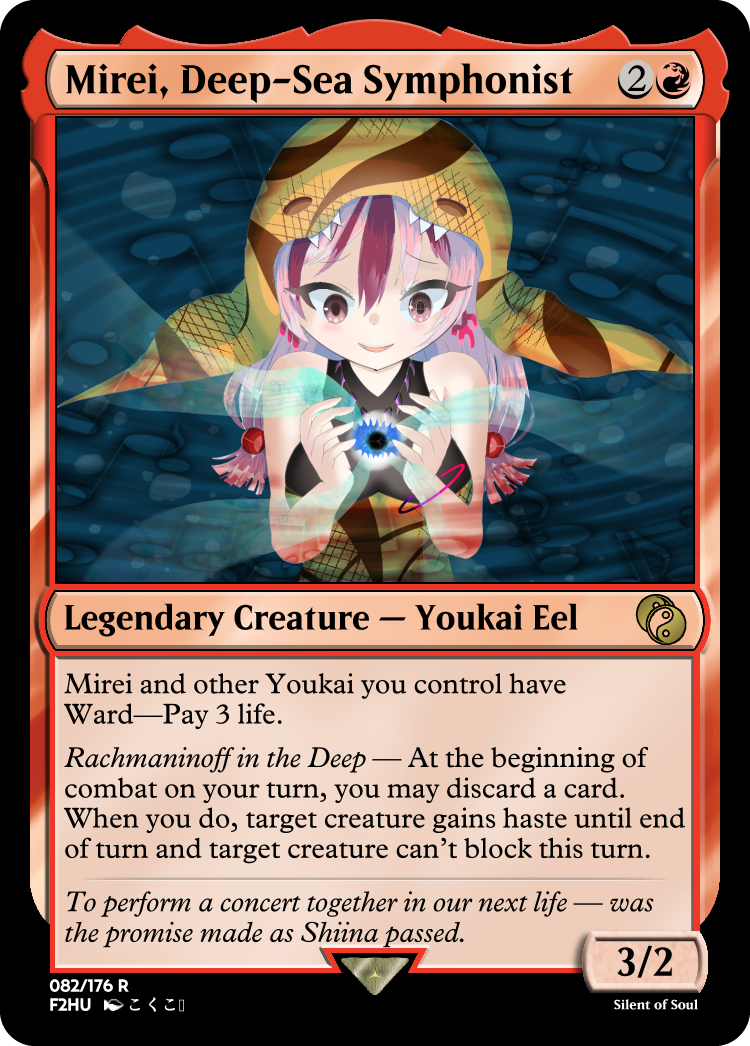 Mirei, Deep-Sea Symphonist 2
Legendary Creature — Youkai Eel
Mirei and other Youkai you control have
Ward—Pay 3 life.
Rachmaninoff in the Deep — At the beginning of
combat on your turn, you may discard a card.
When you do, target creature gains haste until end
of turn and target creature can't block this turn.
To perform a concert together in our next life — was
the promise made as Shiina passed.
3/2
082/176 R
F2HU こくこ
Silent of Soul